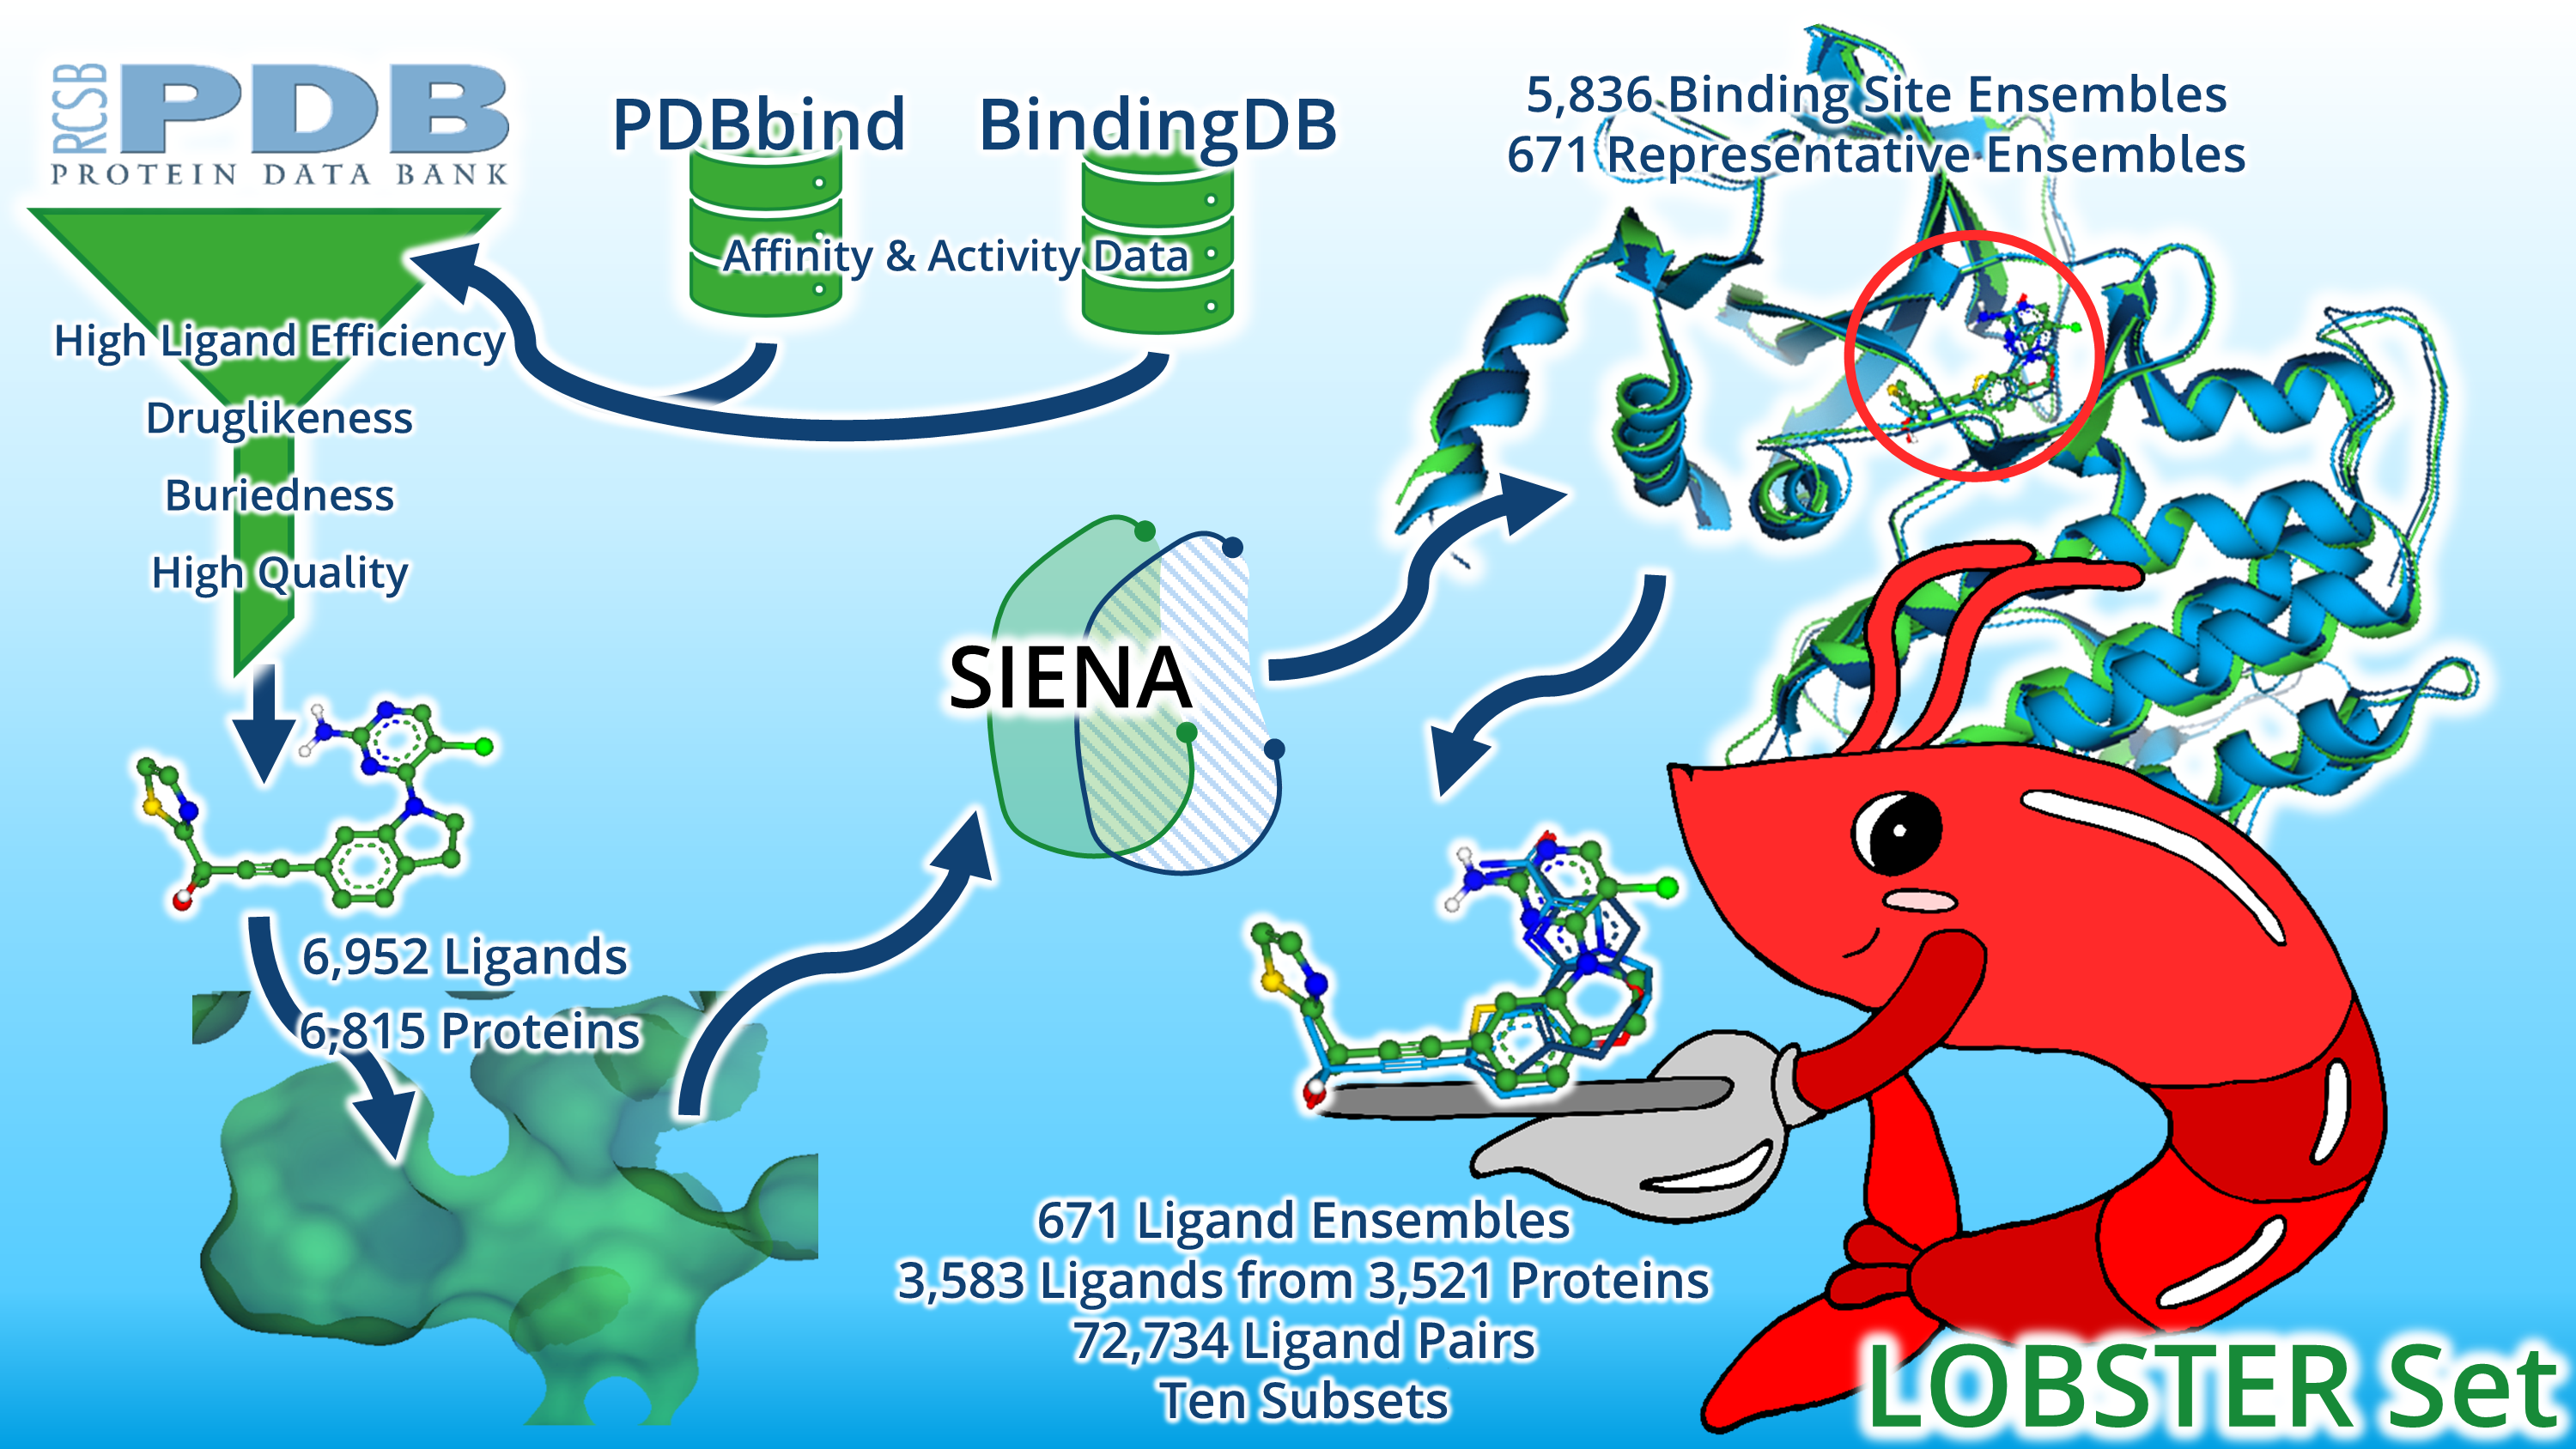 RCSB
PDB
PROTEIN DATA BANK
PDBbind
BindingDB
Affinity & Activity Data
High Ligand Efficiency
Druglikeness
Buriedness
High Quality
6,952 Ligands
6,815 Proteins
SIENA
5,836 Binding Site Ensembles
671 Representative Ensembles
671 Ligand Ensembles
3,583 Ligands from 3,521 Proteins
72,734 Ligand Pairs
Ten Subsets
LOBSTER Set